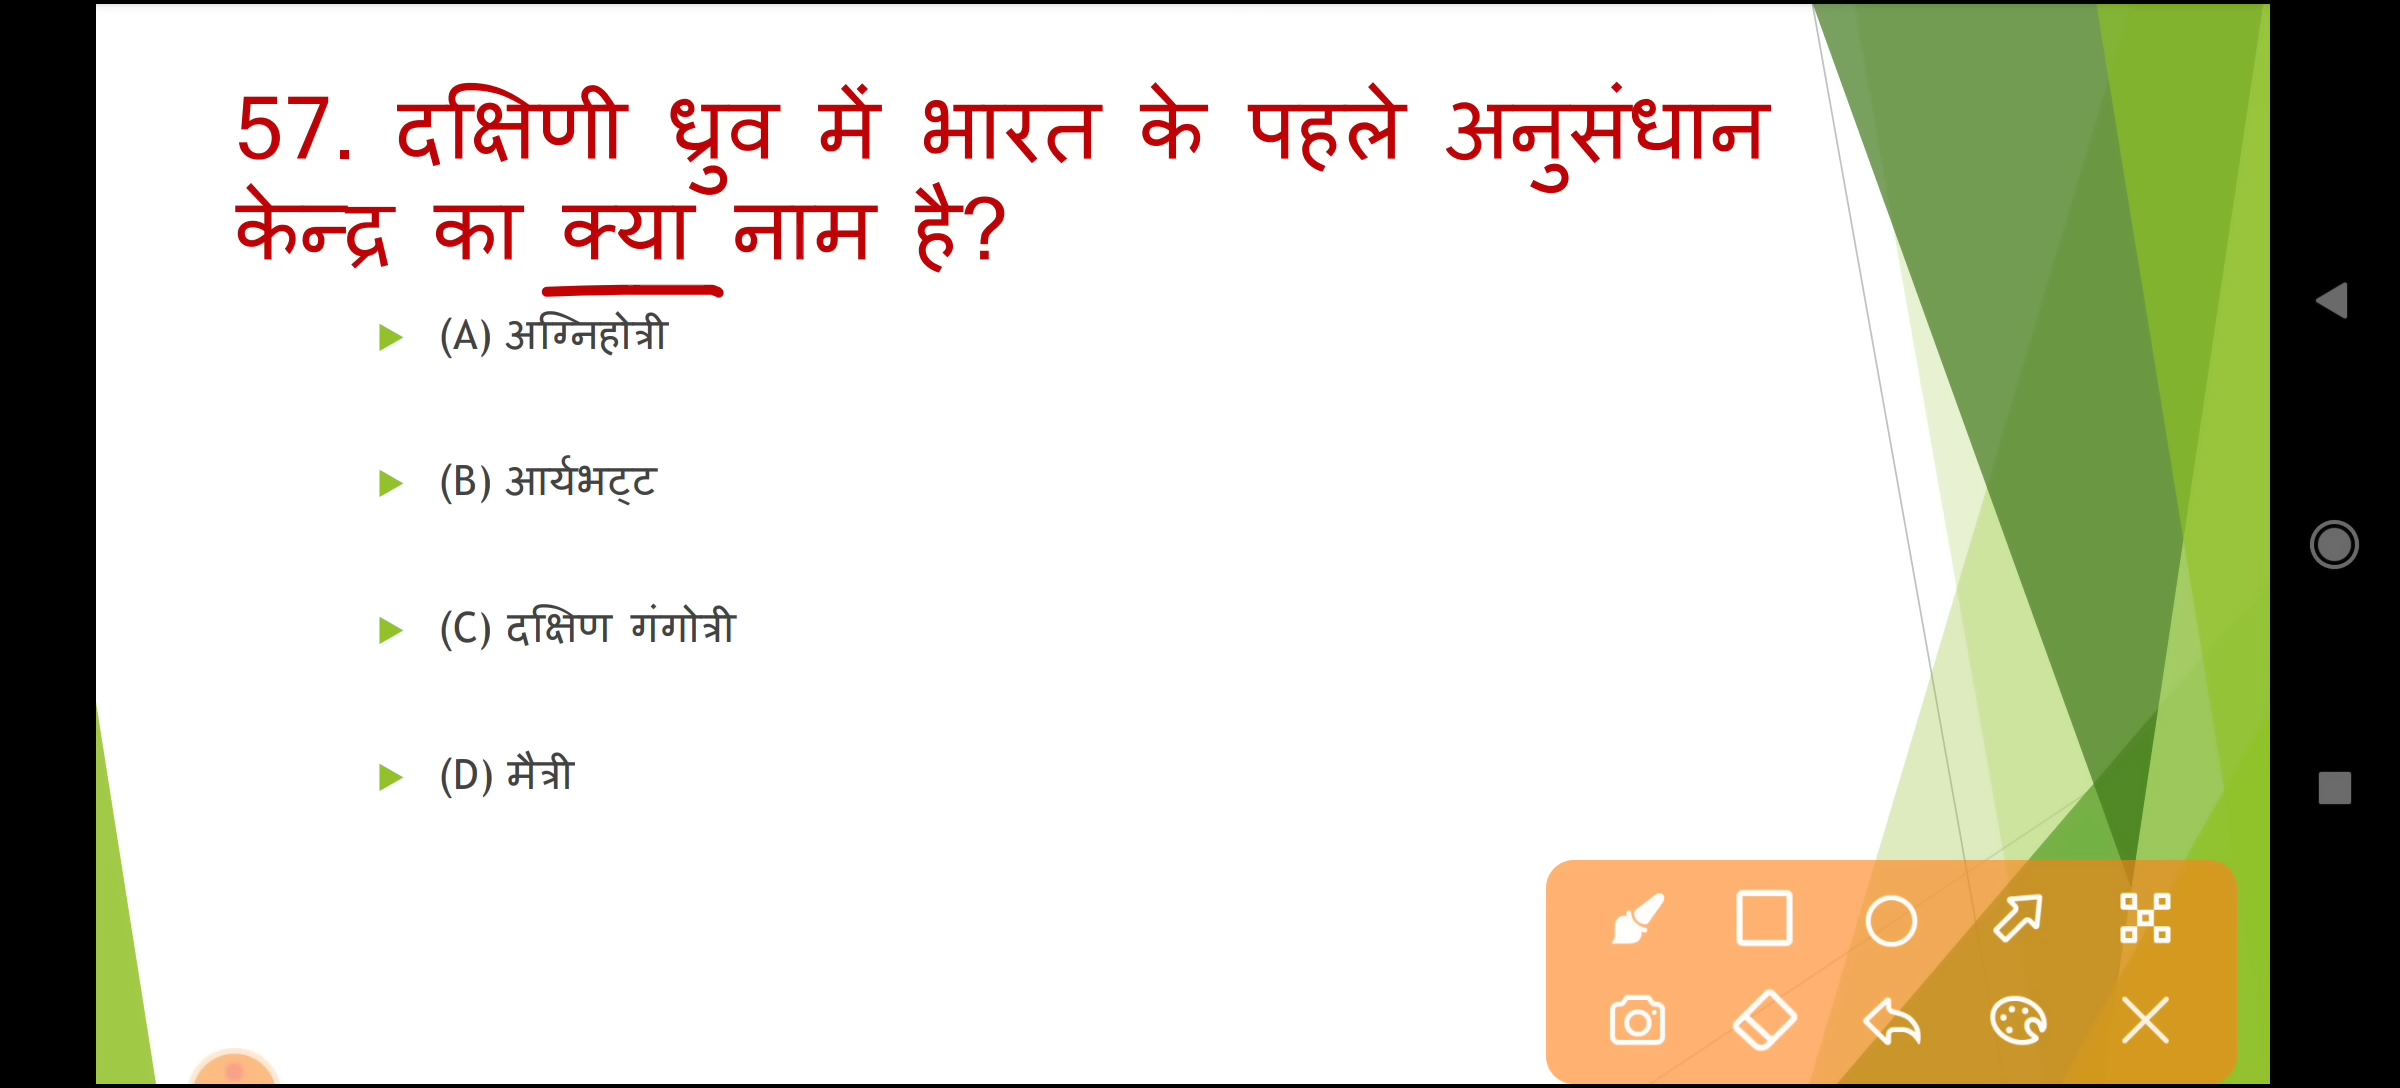 57. दक्षिणी ध्रुव में भारत के पहले अनुसंधान
केन्द्र का क्या नाम है?
(A) अग्निहोत्री
(B) आर्यभट्‌ट
(C) दक्षिण गंगोत्री
(D) मैत्री